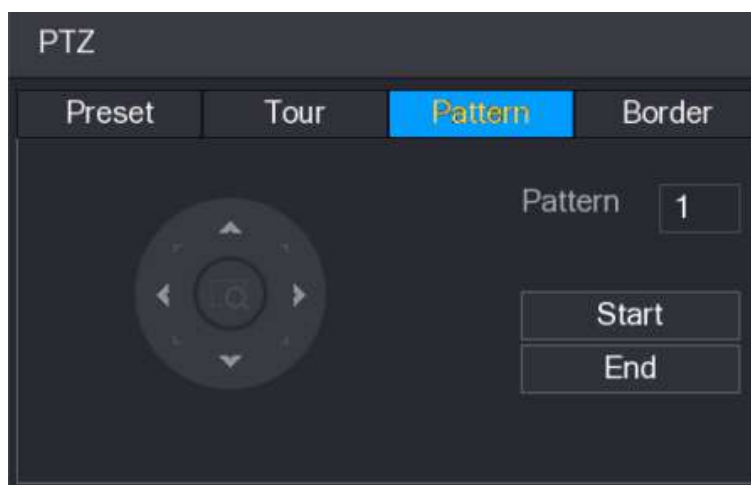 PTZ
Preset Tour Pattern Border
Pattern 1
Start
End